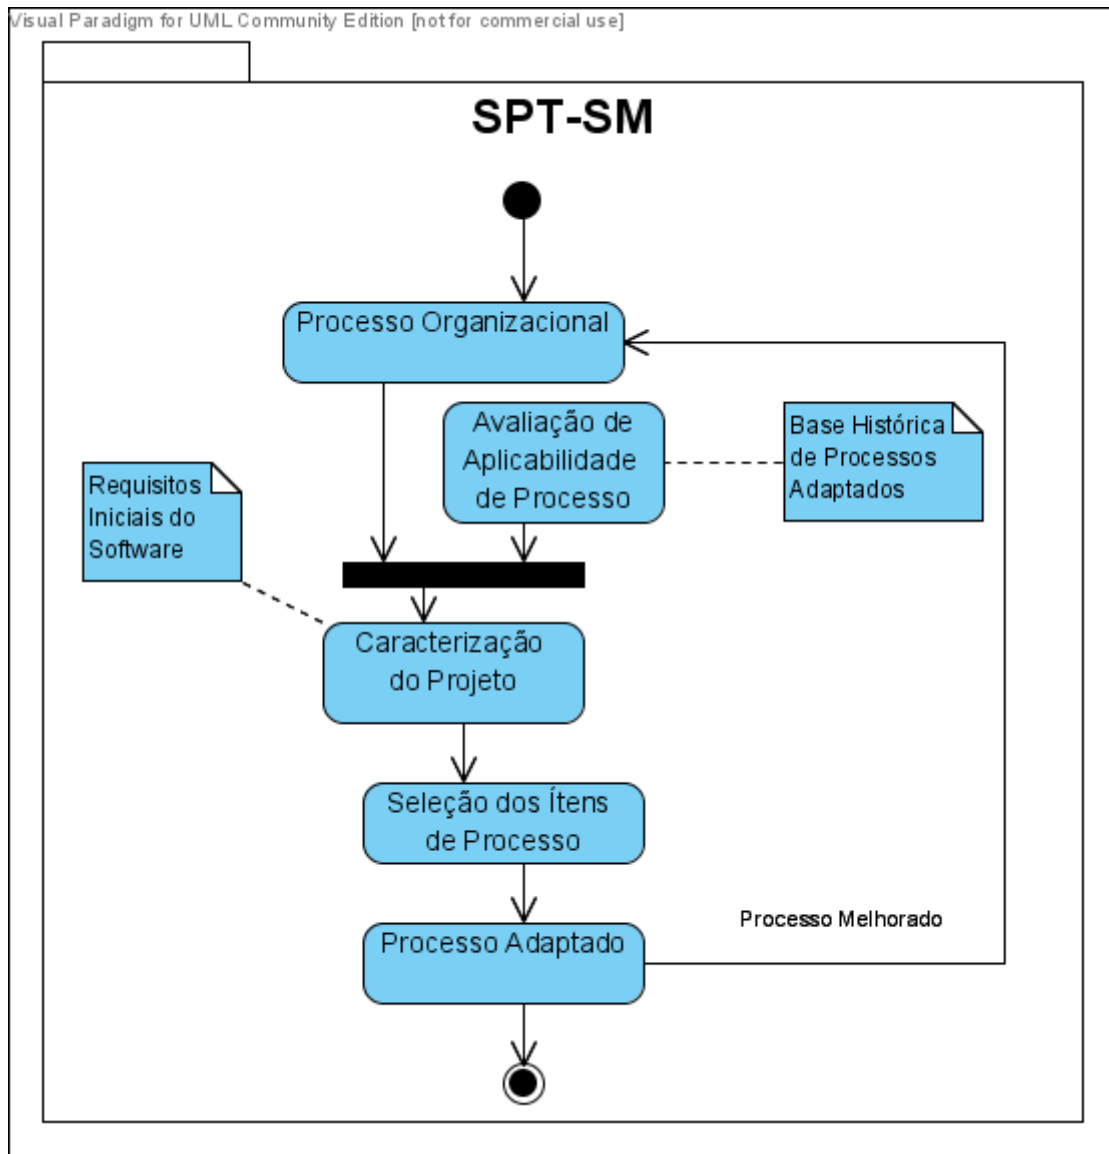 Visual Paradigm for UML Community Edition [not for commercial use]
SPT-SM
Processo Organizacional
Avaliação de
Aplicabilidade
de Processo
Base Histórica
de Processos
Adaptados
Requisitos
Iniciais do
Software
Caracterização
do Projeto
Seleção dos Ítens
de Processo
Processo Adaptado
Processo Melhorado